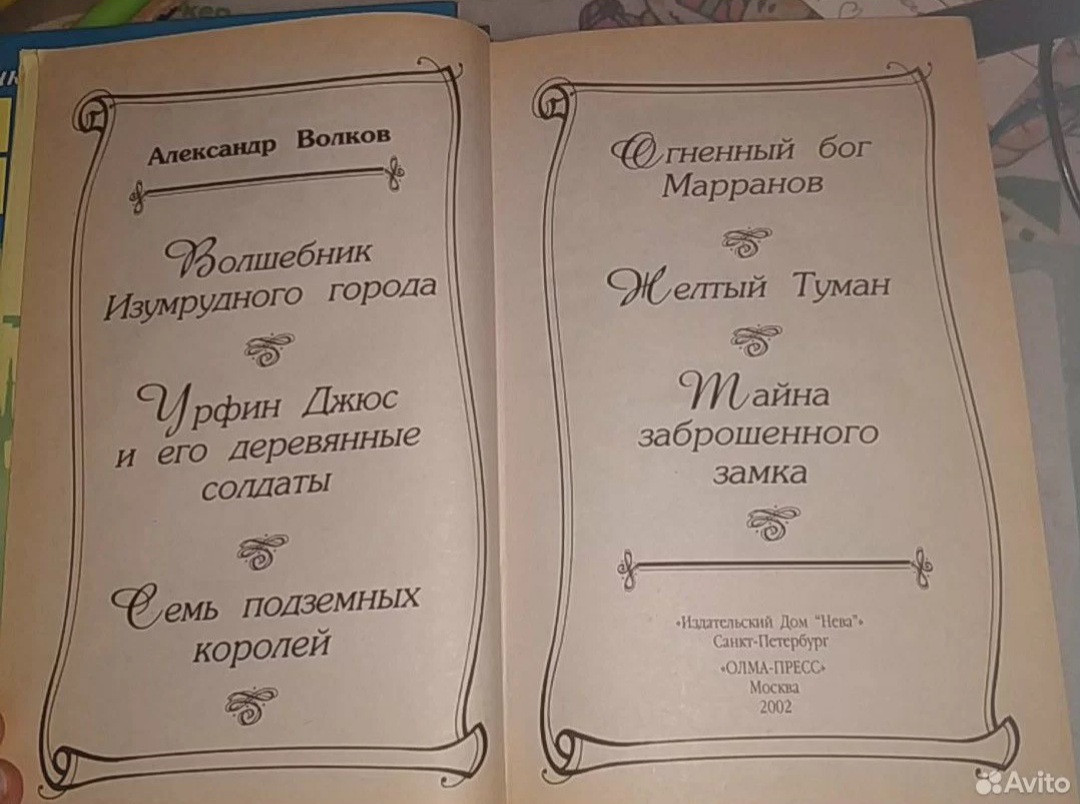 Александр Волков
Волшебник
Изумрудного города
Урфин Джюс
и его деревянные
солдаты
Семь подземных
королей
Огненный бог
Марранов
Желтый Туман
Тайна
заброшенного
замка
«Издательский Дом "Нева"»
Санкт-Петербург
«ОЛМА-ПРЕСС»
Москва
2002
Avito